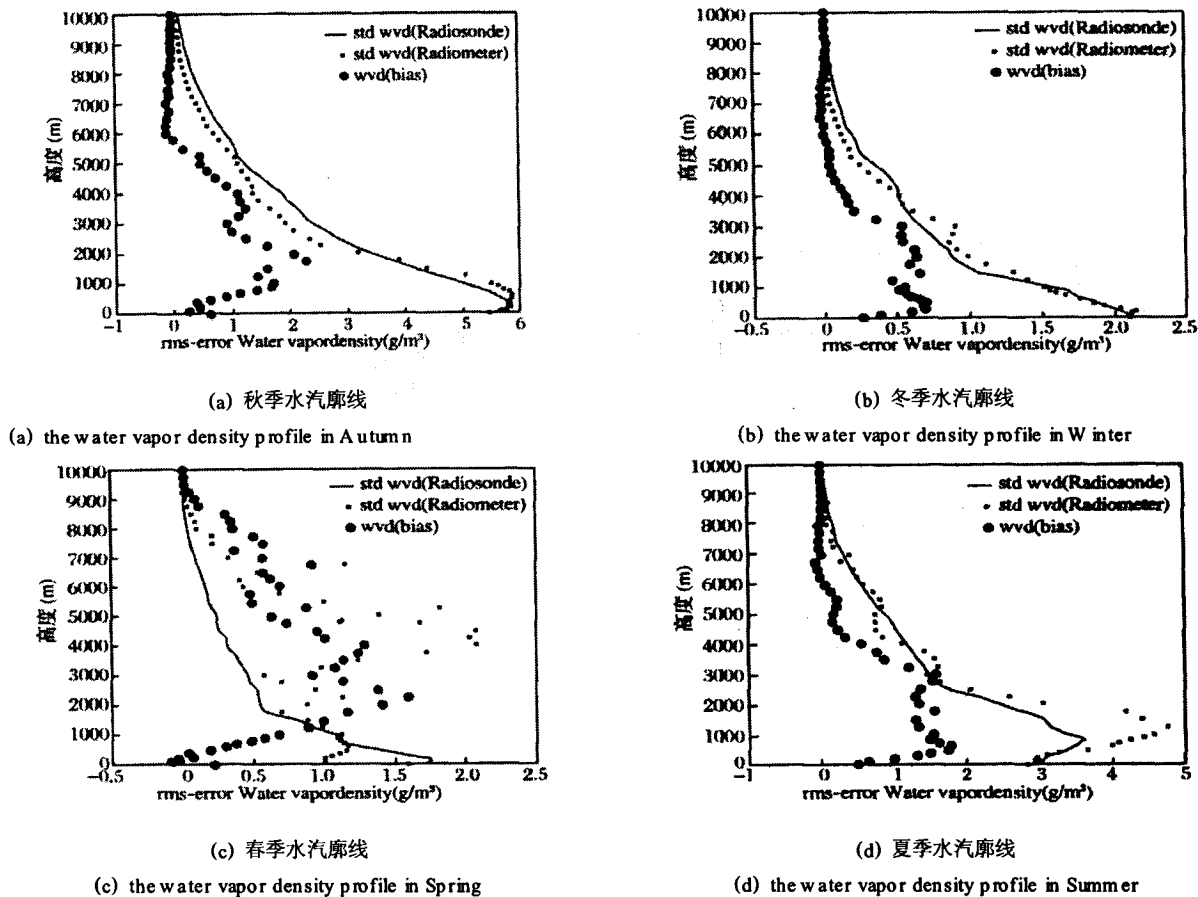 10000
9000
8000
7000
6000
5000
4000
3000
2000
1000
0
高度 (m)
std wvd(Radiosonde)
std wvd(Radiometer)
wvd(bias)
-1 0 1 2 3 4 5 6
rms-error Water vapordensity(g/m³)
(a) 秋季水汽廓线
(a) the water vapor density profile in Autumn
10000
9000
8000
7000
6000
5000
4000
3000
2000
1000
0
高度 (m)
std wvd(Radiosonde)
std wvd(Radiometer)
wvd(bias)
-0.5 0 0.5 1.0 1.5 2.0 2.5
rms-error Water vapordensity(g/m³)
(b) 冬季水汽廓线
(b) the water vapor density profile in Winter
10000
9000
8000
7000
6000
5000
4000
3000
2000
1000
0
高度 (m)
std wvd(Radiosonde)
std wvd(Radiometer)
wvd(bias)
-0.5 0 0.5 1.0 1.5 2.0 2.5
rms-error Water vapordensity(g/m³)
(c) 春季水汽廓线
(c) the water vapor density profile in Spring
10000
9000
8000
7000
6000
5000
4000
3000
2000
1000
0
高度 (m)
std wvd(Radiosonde)
std wvd(Radiometer)
wvd(bias)
-1 0 1 2 3 4 5
rms-error Water vapordensity(g/m³)
(d) 夏季水汽廓线
(d) the water vapor density profile in Summer